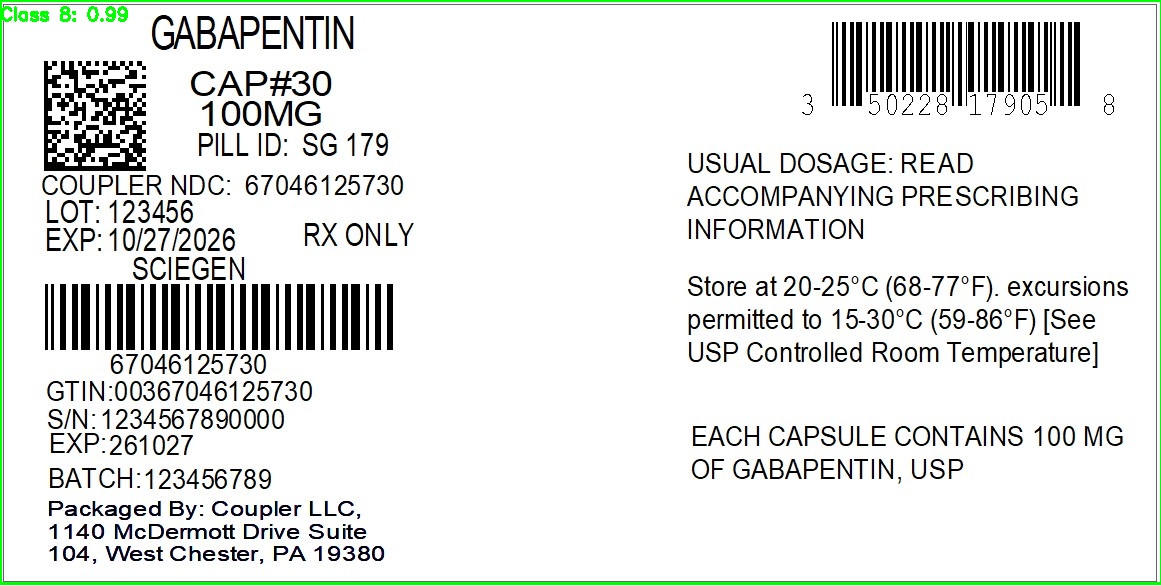 Class 8: 0.99
GABAPENTIN
CAP#30
100MG
PILL ID: SG 179
COUPLER NDC: 67046125730
LOT: 123456
EXP: 10/27/2026
RX ONLY
SCIEGEN
67046125730
GTIN:00367046125730
S/N: 1234567890000
EXP: 261027
BATCH:123456789
Packaged By: Coupler LLC,
1140 McDermott Drive Suite
104, West Chester, PA 19380
3 50228 17905 8
USUAL DOSAGE: READ
ACCOMPANYING PRESCRIBING
INFORMATION
Store at 20-25°C (68-77°F). excursions
permitted to 15-30°C (59-86°F) [See
USP Controlled Room Temperature]
EACH CAPSULE CONTAINS 100 MG
OF GABAPENTIN, USP